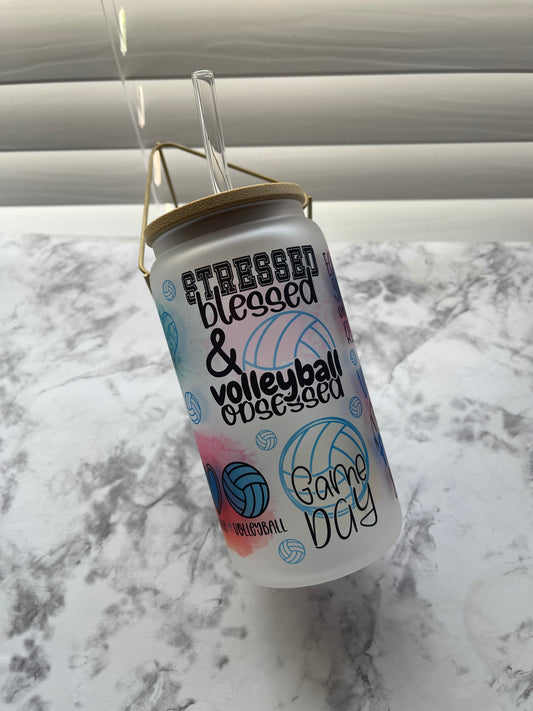 STRESSED
blessed
&
volleyball
OBSESSED
Game
DAY
VOLLEYBALL